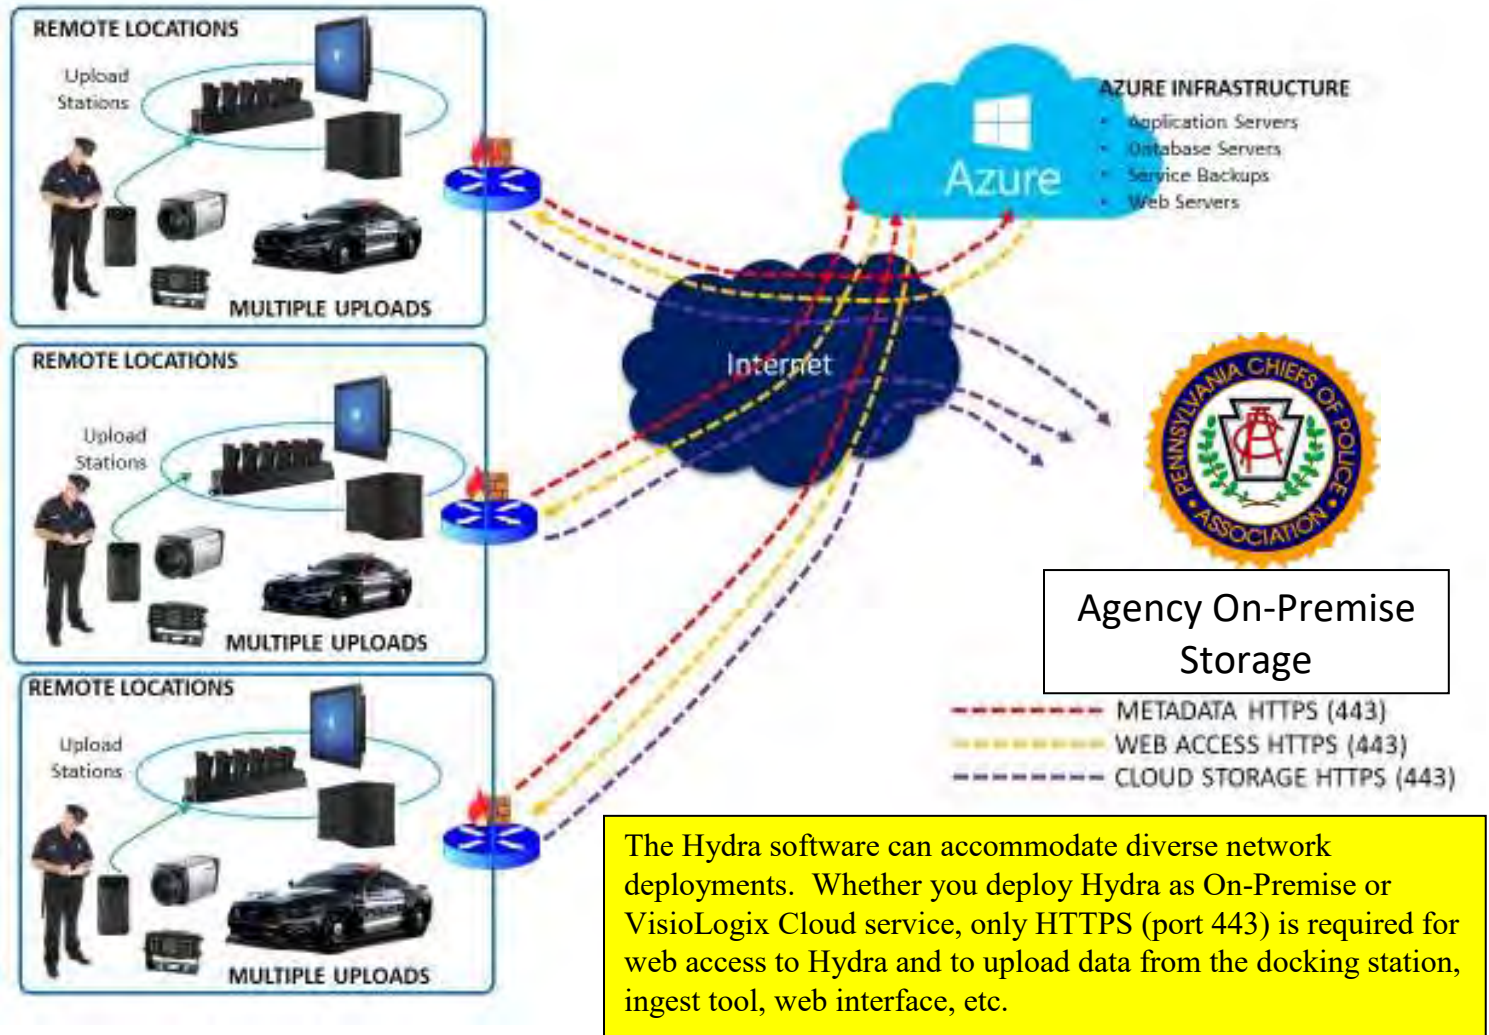 REMOTE LOCATIONS
Upload
Stations
MULTIPLE UPLOADS
REMOTE LOCATIONS
Upload
Stations
MULTIPLE UPLOADS
REMOTE LOCATIONS
Upload
Stations
MULTIPLE UPLOADS
Azure
AZURE INFRASTRUCTURE
• Application Servers
• Database Servers
• Service Backups
• Web Servers
Internet
PENNSYLVANIA CHIEFS OF POLICE
• ASSOCIATION •
Agency On-Premise
Storage
METADATA HTTPS (443)
WEB ACCESS HTTPS (443)
CLOUD STORAGE HTTPS (443)
The Hydra software can accommodate diverse network
deployments. Whether you deploy Hydra as On-Premise or
VisioLogix Cloud service, only HTTPS (port 443) is required for
web access to Hydra and to upload data from the docking station,
ingest tool, web interface, etc.